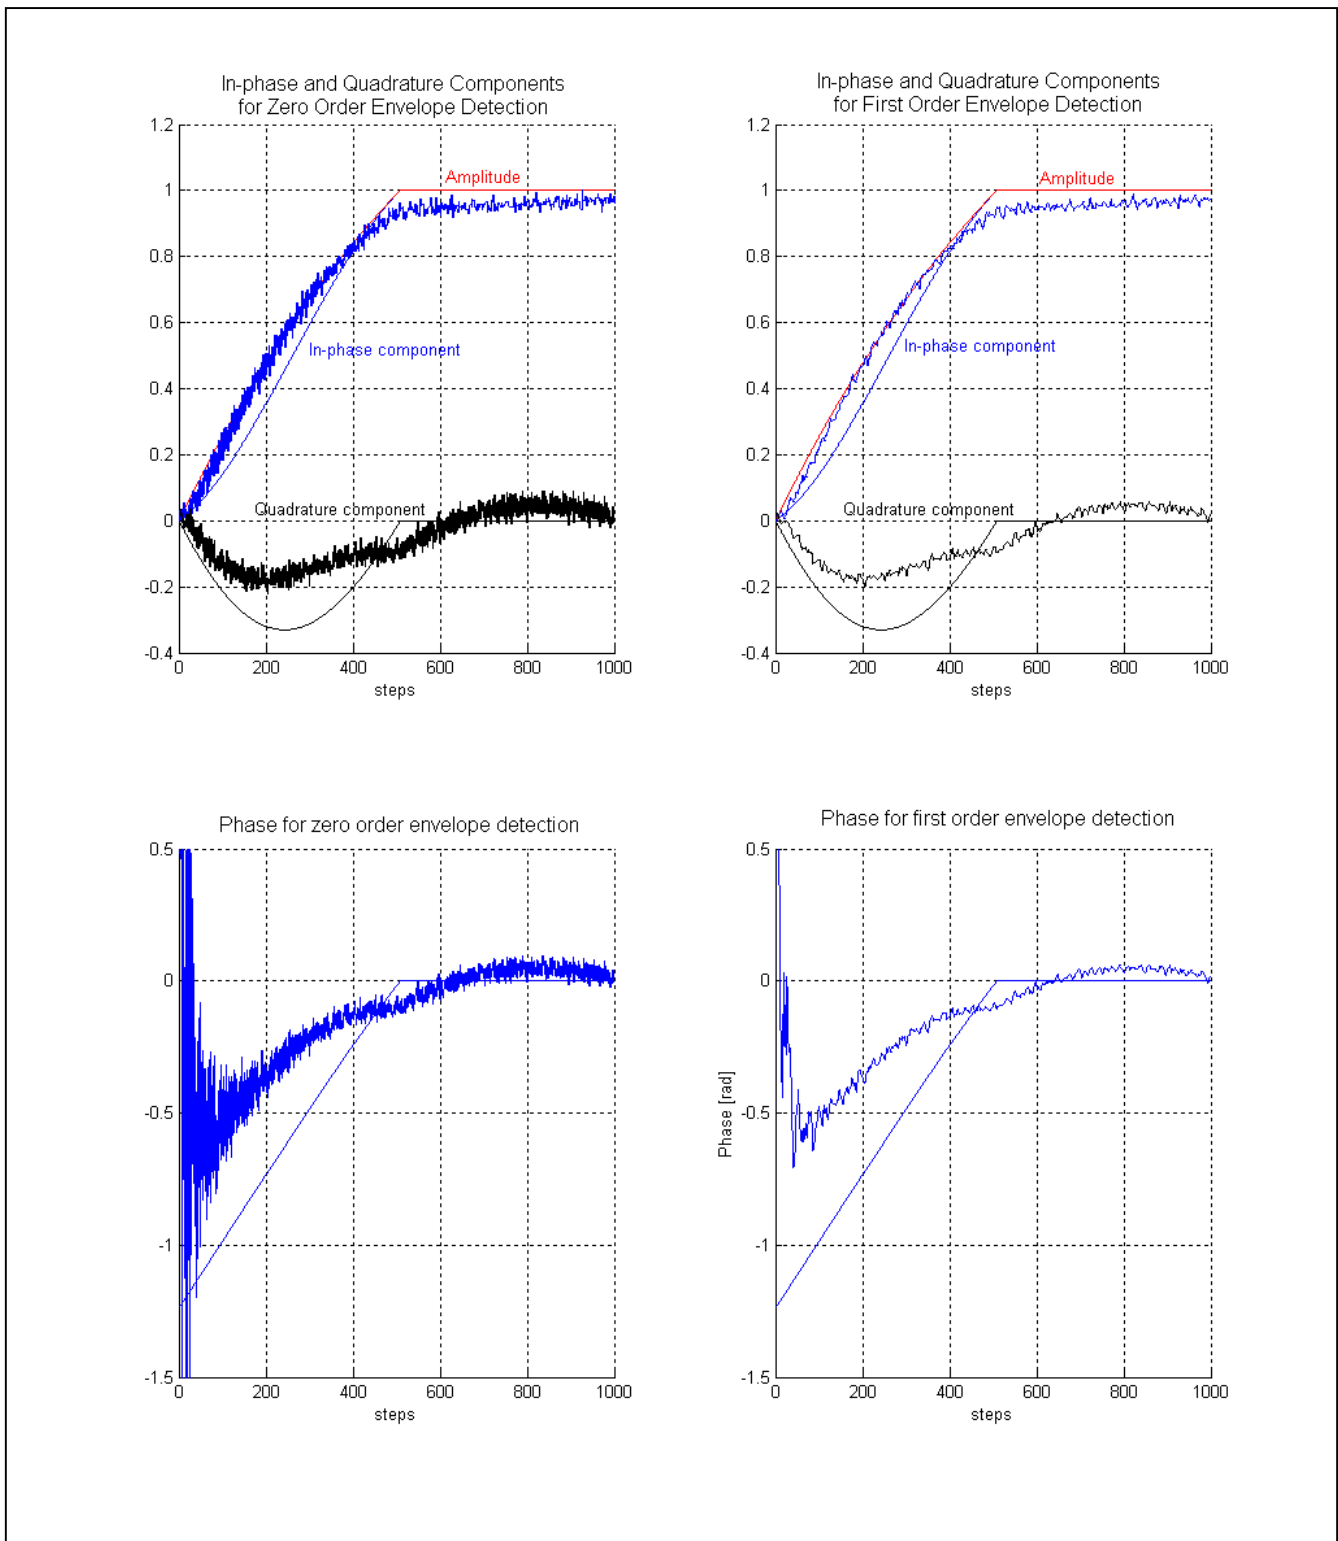 In-phase and Quadrature Components
for Zero Order Envelope Detection
1.2
1
0.8
0.6
0.4
0.2
0
-0.2
-0.4
Amplitude
In-phase component
Quadrature component
0 200 400 600 800 1000
steps
In-phase and Quadrature Components
for First Order Envelope Detection
1.2
1
0.8
0.6
0.4
0.2
0
-0.2
-0.4
Amplitude
In-phase component
Quadrature component
0 200 400 600 800 1000
steps
Phase for zero order envelope detection
0.5
0
-0.5
-1
-1.5
0 200 400 600 800 1000
steps
Phase for first order envelope detection
Phase [rad]
0.5
0
-0.5
-1
-1.5
0 200 400 600 800 1000
steps